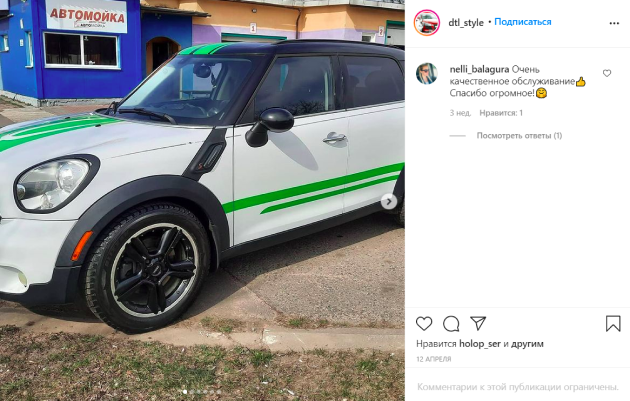 АВТОМОЙКА
АВТОМОЙКА
dtl_style • Подписаться
nelli_balagura Очень
качественное обслуживание👍
Спасибо огромное!🤗
3 нед. Нравится: 1
Посмотреть ответы (1)
Нравится holop_ser и другим
12 АПРЕЛЯ
Комментарии к этой публикации ограничены.